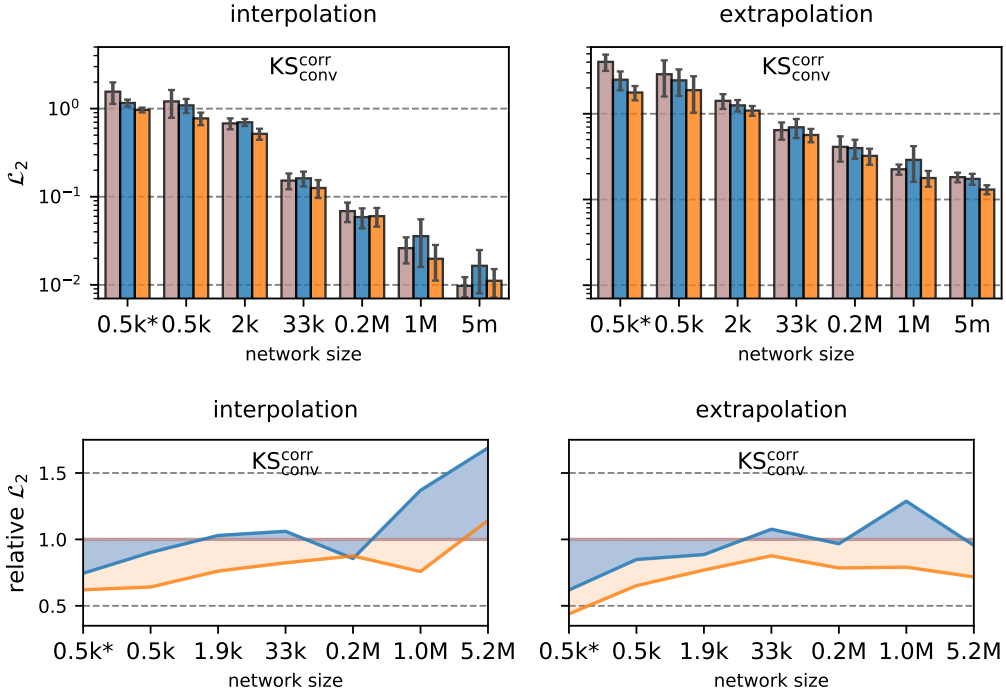 interpolation
extrapolation
KS^corr_conv
KS^corr_conv
10^0
10^−1
10^−2
ℒ₂
0.5k* 0.5k 2k 33k 0.2M 1M 5m
0.5k* 0.5k 2k 33k 0.2M 1M 5m
network size
network size
interpolation
extrapolation
KS^corr_conv
KS^corr_conv
1.5
1.0
0.5
relative ℒ₂
0.5k* 0.5k 1.9k 33k 0.2M 1.0M 5.2M
0.5k* 0.5k 1.9k 33k 0.2M 1.0M 5.2M
network size
network size